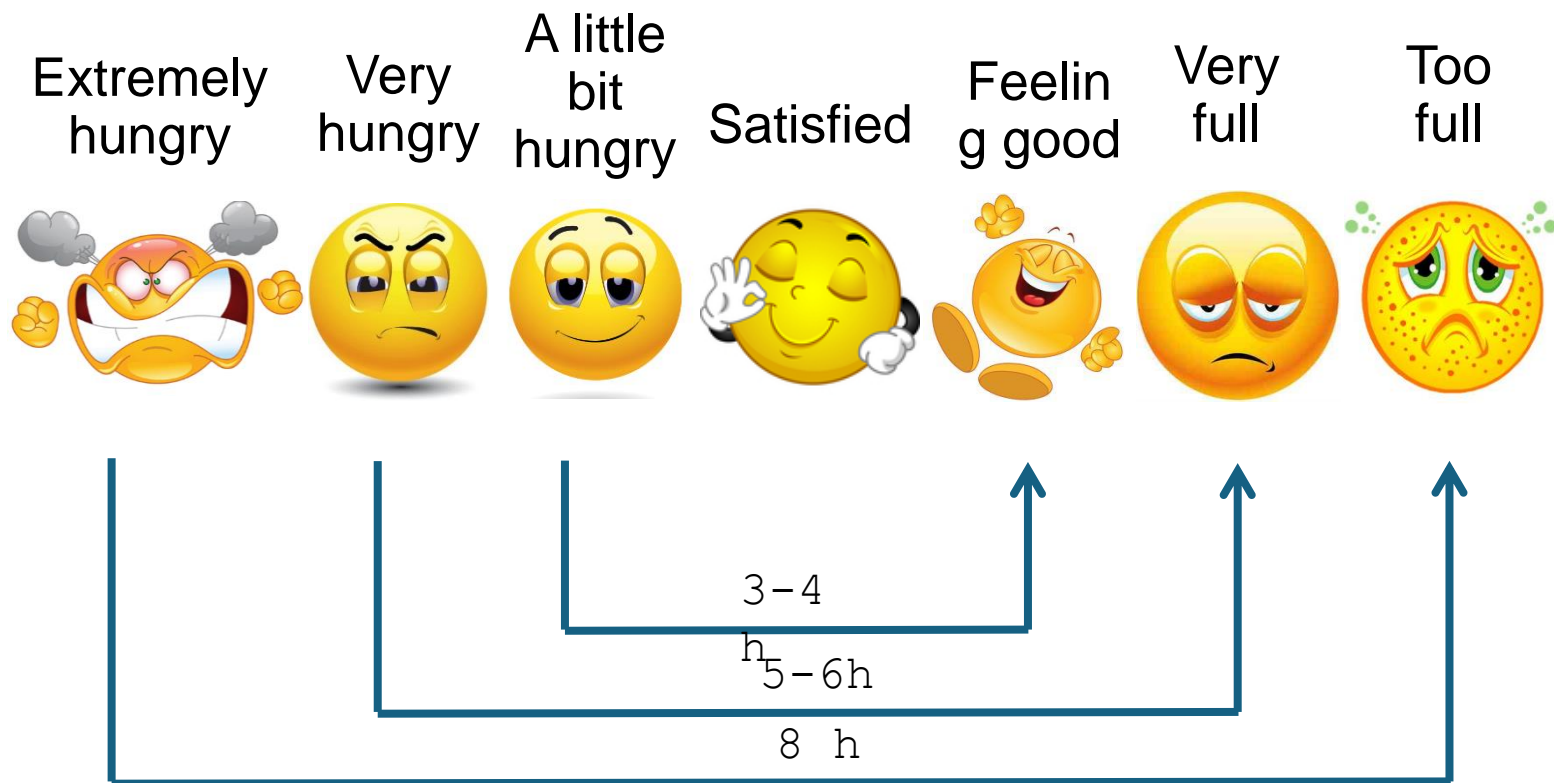 Extremely
hungry
Very
hungry
A little
bit
hungry
Satisfied
Feelin
g good
Very
full
Too
full
3-4
h
5-6h
8 h